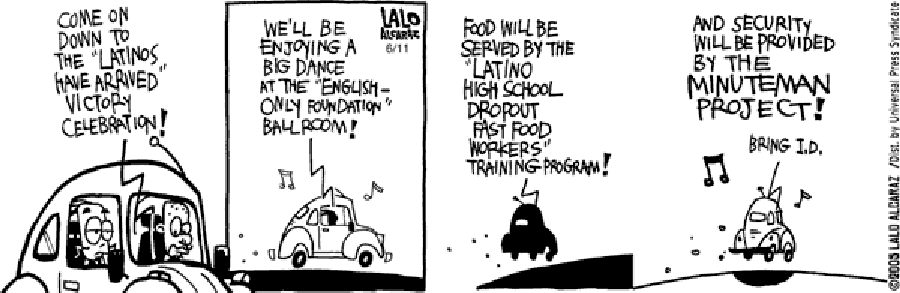 COME ON
DOWN TO
THE "LATINOS
HAVE ARRIVED"
VICTORY
CELEBRATION!
WE'LL BE
ENJOYING A
BIG DANCE
AT THE "ENGLISH-
ONLY FOUNDATION"
BALLROOM!
LALO
ALCARAZ
6/11
FOOD WILL BE
SERVED BY THE
"LATINO
HIGH SCHOOL
DROPOUT
FAST FOOD
WORKERS"
TRAINING PROGRAM!
AND SECURITY
WILL BE PROVIDED
BY THE
MINUTEMAN
PROJECT!
BRING I.D.
©2005 LALO ALCARAZ /Dist. by Universal Press Syndicate